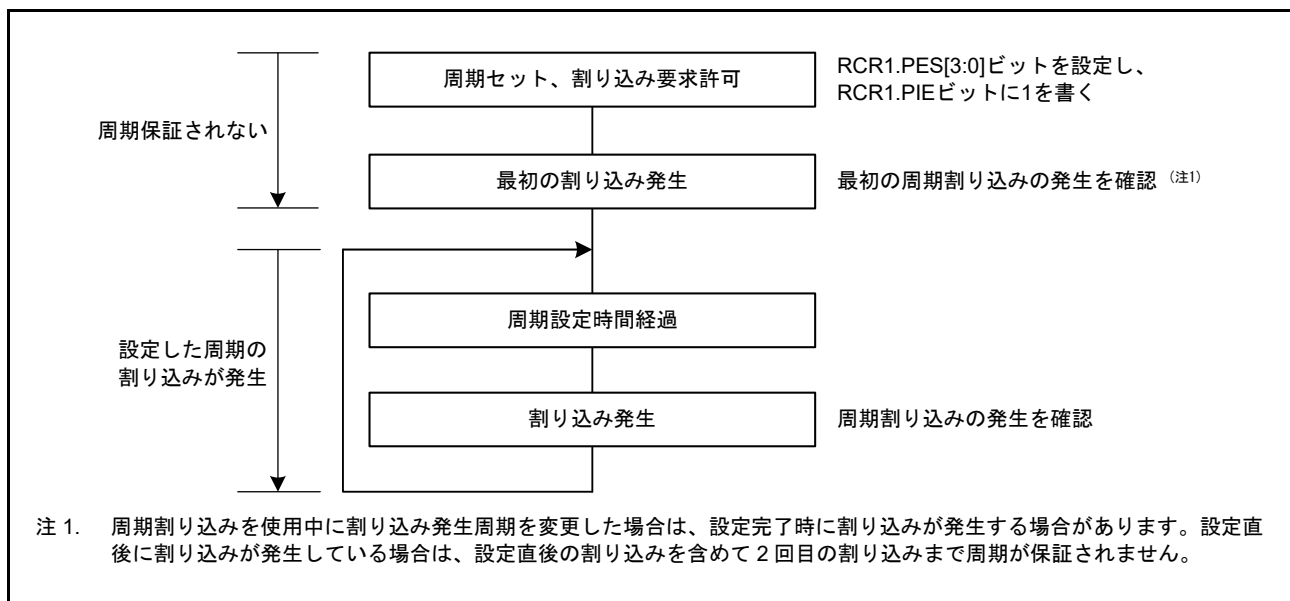 周期セット、割り込み要求許可
RCR1.PES[3:0]ビットを設定し、
RCR1.PIEビットに1を書く
周期保証されない
最初の割り込み発生
最初の周期割り込みの発生を確認 (注1)
周期設定時間経過
設定した周期の
割り込みが発生
割り込み発生
周期割り込みの発生を確認
注 1. 周期割り込みを使用中に割り込み発生周期を変更した場合は、設定完了時に割り込みが発生する場合があります。設定直
後に割り込みが発生している場合は、設定直後の割り込みを含めて 2 回目の割り込みまで周期が保証されません。